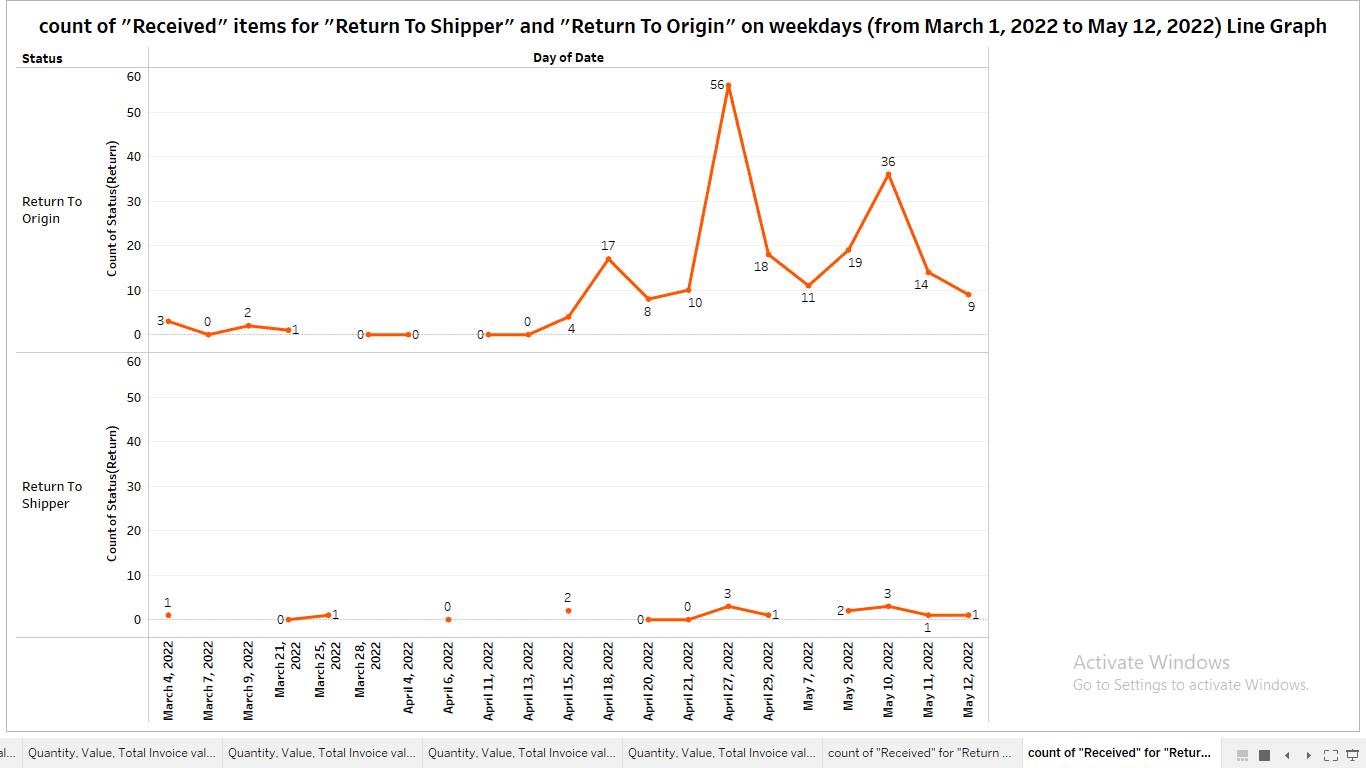 count of "Received" items for "Return To Shipper" and "Return To Origin" on weekdays (from March 1, 2022 to May 12, 2022) Line Graph
Status
Day of Date
Return To
Origin
Count of Status(Return)
60
50
40
30
20
10
0
3
0
2
1
0
0
0
0
4
17
8
10
56
18
11
19
36
14
9
Return To
Shipper
Count of Status(Return)
60
50
40
30
20
10
0
1
0
1
0
2
0
0
3
1
2
3
1
1
March 4, 2022
March 7, 2022
March 9, 2022
March 21,
2022
March 25,
2022
March 28,
2022
April 4, 2022
April 6, 2022
April 11, 2022
April 13, 2022
April 15, 2022
April 18, 2022
April 20, 2022
April 21, 2022
April 27, 2022
April 29, 2022
May 7, 2022
May 9, 2022
May 10, 2022
May 11, 2022
May 12, 2022
Activate Windows
Go to Settings to activate Windows.
al...
Quantity, Value, Total Invoice val...
Quantity, Value, Total Invoice val...
Quantity, Value, Total Invoice val...
Quantity, Value, Total Invoice val...
count of "Received" for "Return ...
count of "Received" for "Retur...